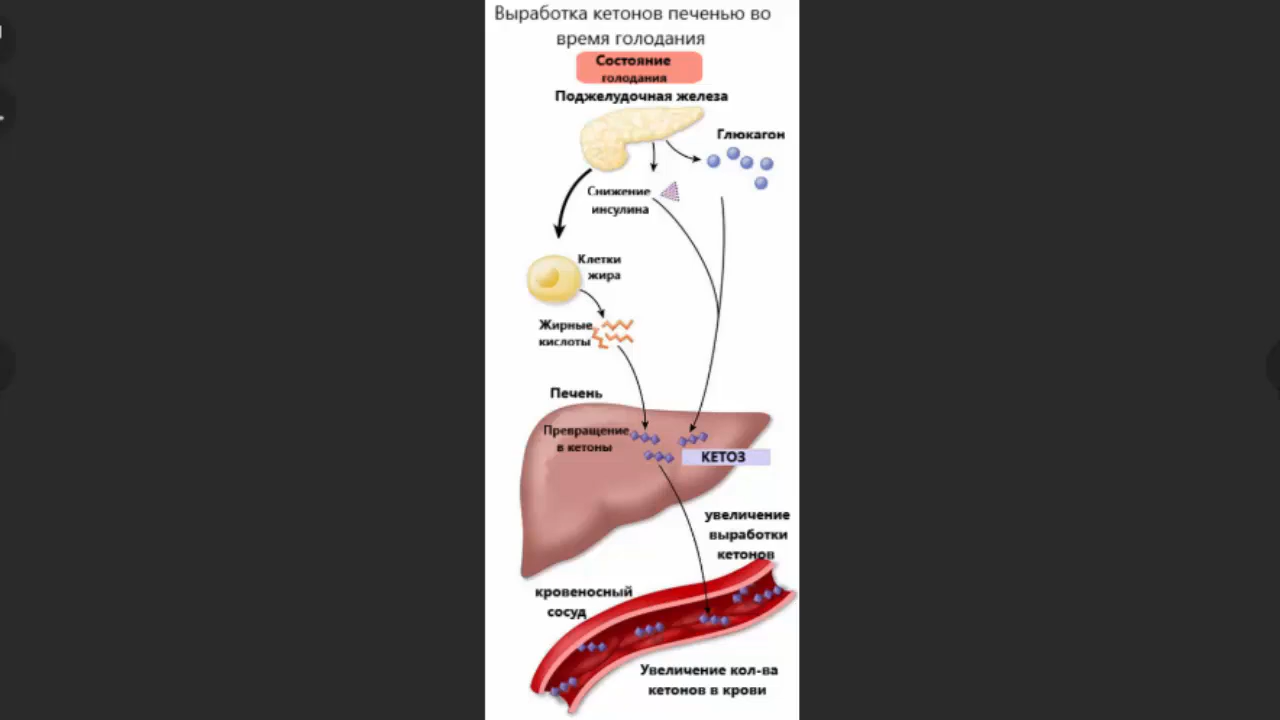 Выработка кетонов печенью во
время голодания
Состояние
голодания
Поджелудочная железа
Глюкагон
Снижение
инсулина
Клетки
жира
Жирные
кислоты
Печень
Превращение
в кетоны
КЕТОЗ
увеличение
выработки
кетонов
кровеносный
сосуд
Увеличение кол-ва
кетонов в крови